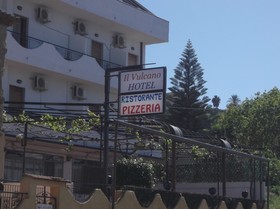 Il Vulcano
HOTEL
RISTORANTE
PIZZERIA